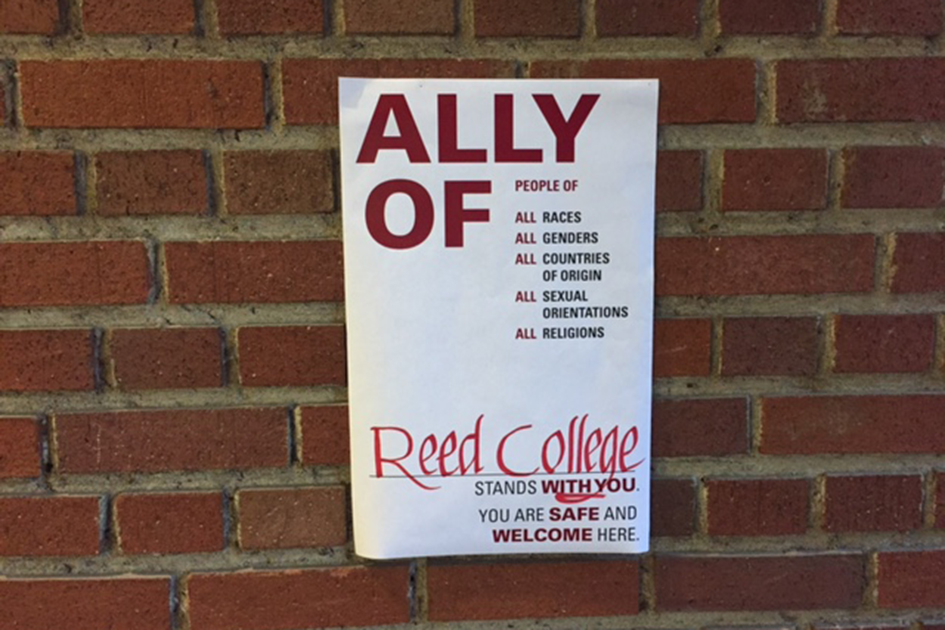 ALLY
OF
PEOPLE OF
ALL RACES
ALL GENDERS
ALL COUNTRIES
OF ORIGIN
ALL SEXUAL
ORIENTATIONS
ALL RELIGIONS
Reed College
STANDS WITH YOU.
YOU ARE SAFE AND
WELCOME HERE.